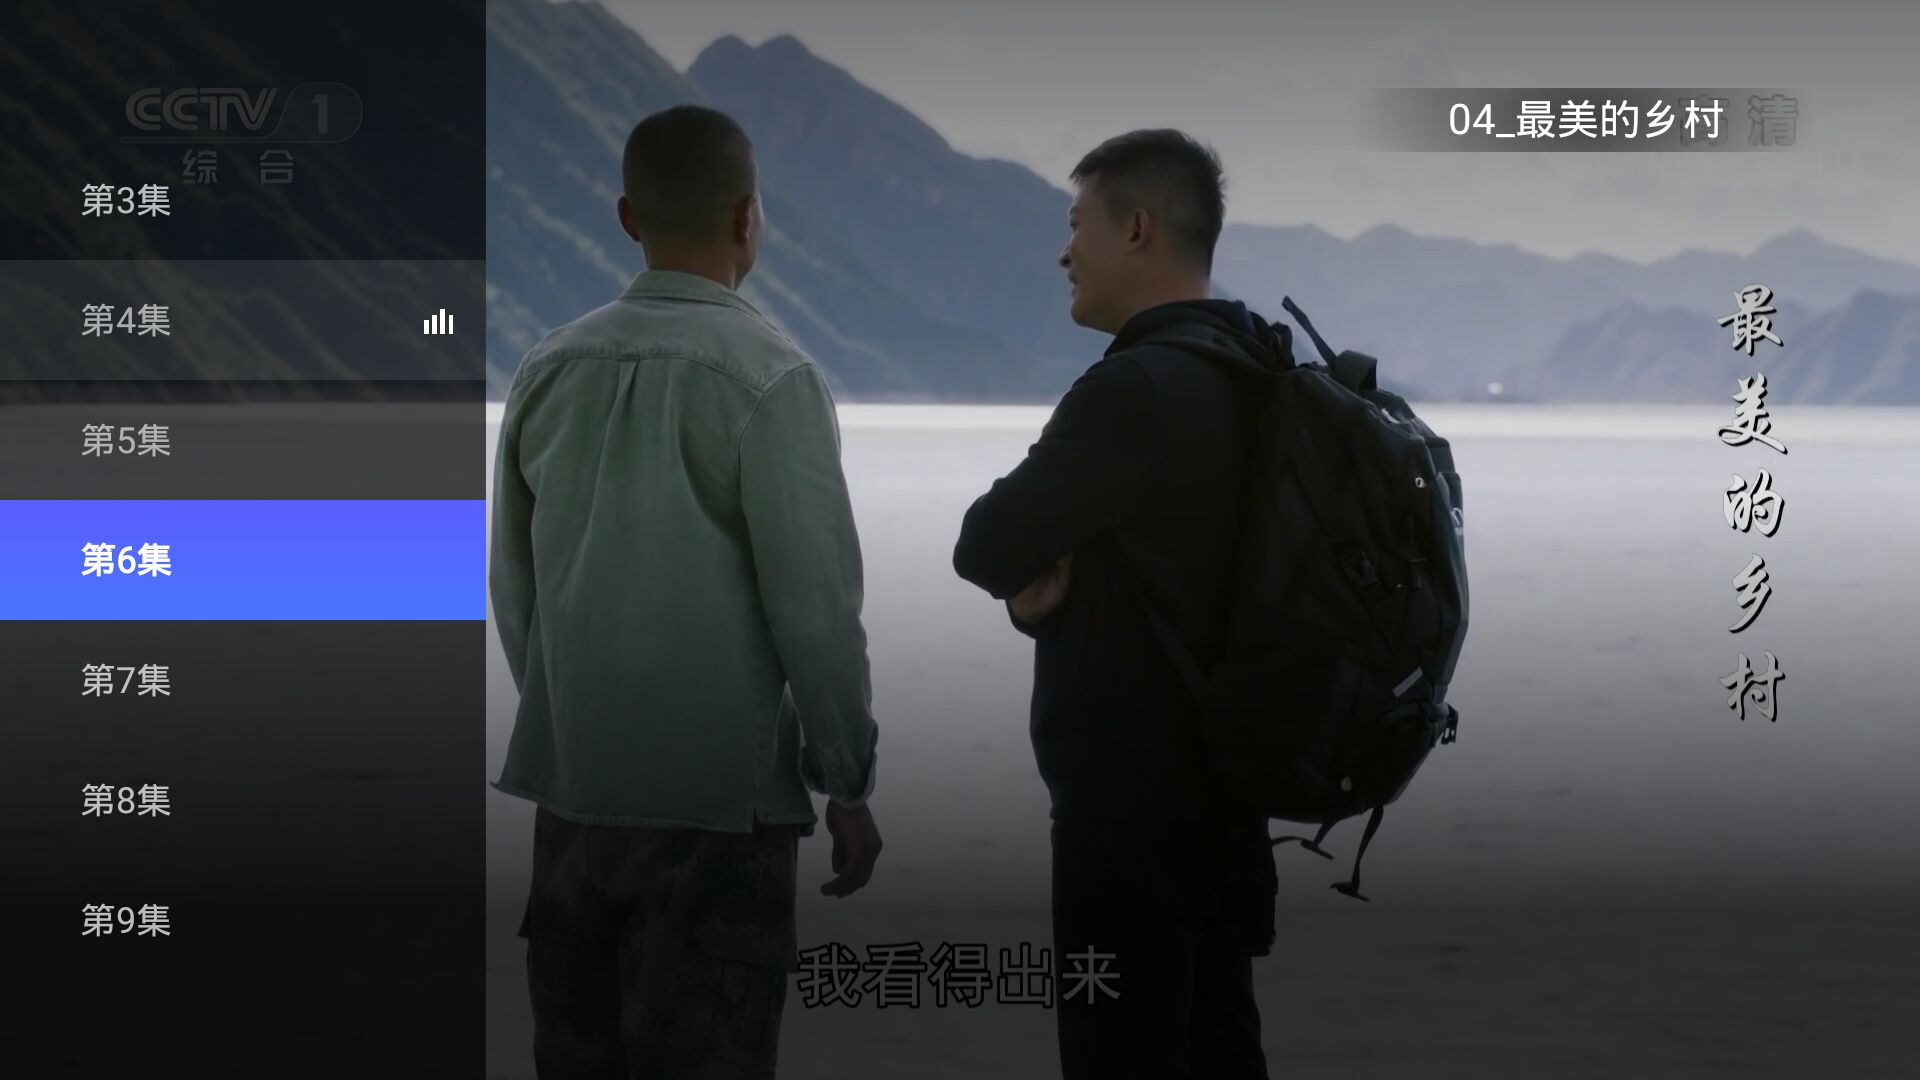 CCTV 1
综合
04_最美的乡村
高清
第3集
第4集
第5集
第6集
第7集
第8集
第9集
最美的乡村
我看得出来